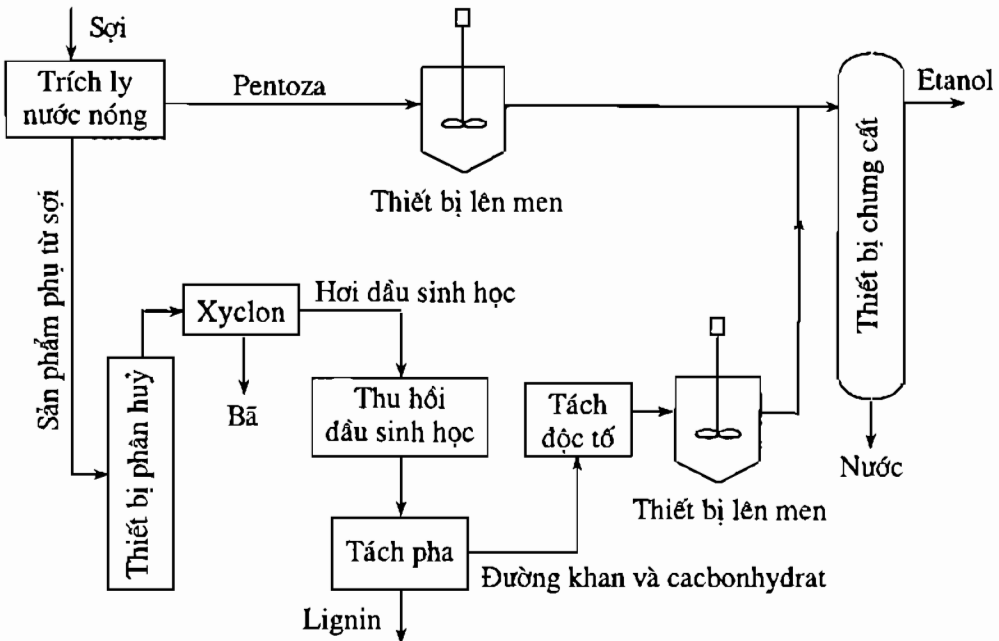 Sợi
Trích ly
nước nóng
Pentoza
Thiết bị lên men
Etanol
Thiết bị chưng cất
Nước
Sản phẩm phụ từ sợi
Thiết bị phân huỷ
Xyclon
Hơi dầu sinh học
Bã
Thu hồi
dầu sinh học
Tách pha
Lignin
Đường khan và cacbonhydrat
Tách
độc tố
Thiết bị lên men